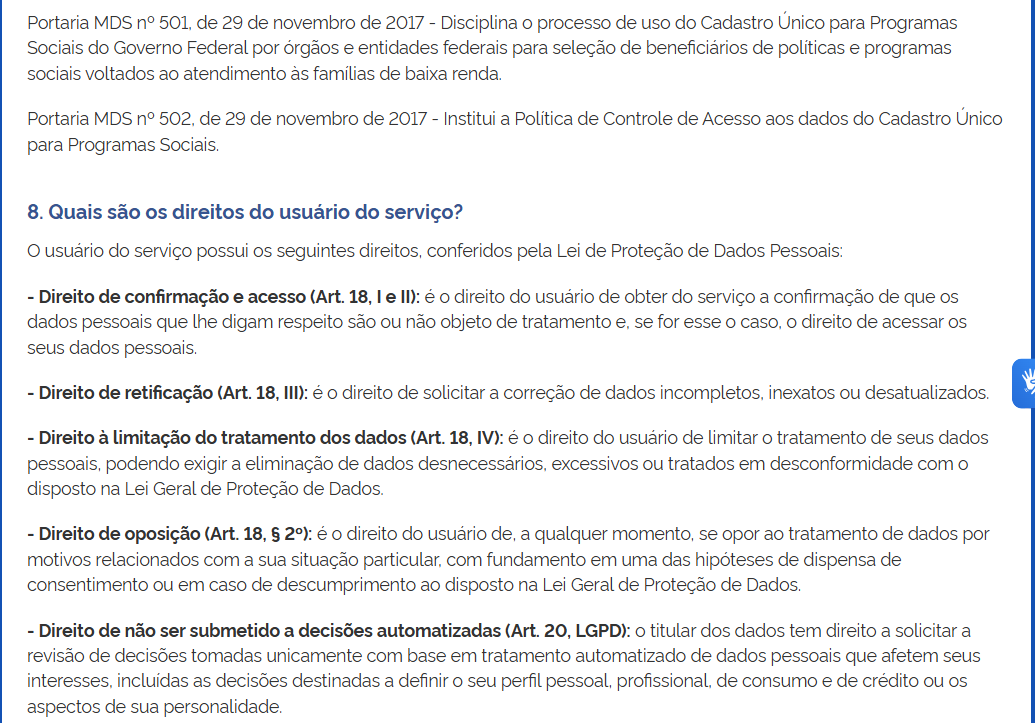 Portaria MDS nº 501, de 29 de novembro de 2017 - Disciplina o processo de uso do Cadastro Único para Programas
Sociais do Governo Federal por órgãos e entidades federais para seleção de beneficiários de políticas e programas
sociais voltados ao atendimento às famílias de baixa renda.
Portaria MDS nº 502, de 29 de novembro de 2017 - Institui a Política de Controle de Acesso aos dados do Cadastro Único
para Programas Sociais.
8. Quais são os direitos do usuário do serviço?
O usuário do serviço possui os seguintes direitos, conferidos pela Lei de Proteção de Dados Pessoais:
- Direito de confirmação e acesso (Art. 18, I e II): é o direito do usuário de obter do serviço a confirmação de que os
dados pessoais que lhe digam respeito são ou não objeto de tratamento e, se for esse o caso, o direito de acessar os
seus dados pessoais.
- Direito de retificação (Art. 18, III): é o direito de solicitar a correção de dados incompletos, inexatos ou desatualizados.
- Direito à limitação do tratamento dos dados (Art. 18, IV): é o direito do usuário de limitar o tratamento de seus dados
pessoais, podendo exigir a eliminação de dados desnecessários, excessivos ou tratados em desconformidade com o
disposto na Lei Geral de Proteção de Dados.
- Direito de oposição (Art. 18, § 2º): é o direito do usuário de, a qualquer momento, se opor ao tratamento de dados por
motivos relacionados com a sua situação particular, com fundamento em uma das hipóteses de dispensa de
consentimento ou em caso de descumprimento ao disposto na Lei Geral de Proteção de Dados.
- Direito de não ser submetido a decisões automatizadas (Art. 20, LGPD): o titular dos dados tem direito a solicitar a
revisão de decisões tomadas unicamente com base em tratamento automatizado de dados pessoais que afetem seus
interesses, incluídas as decisões destinadas a definir o seu perfil pessoal, profissional, de consumo e de crédito ou os
aspectos de sua personalidade.